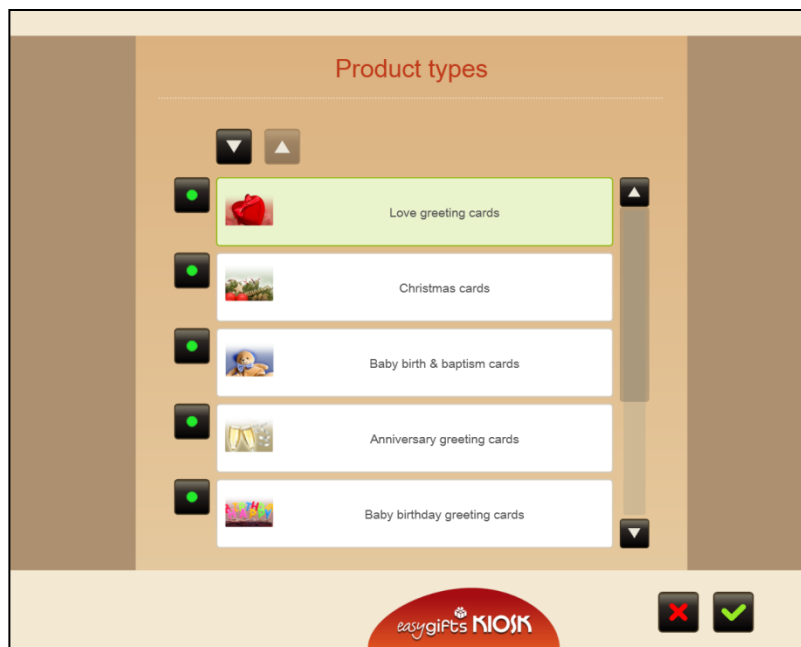 Product types
Love greeting cards
Christmas cards
Baby birth & baptism cards
Anniversary greeting cards
Baby birthday greeting cards
easygifts KIOSK